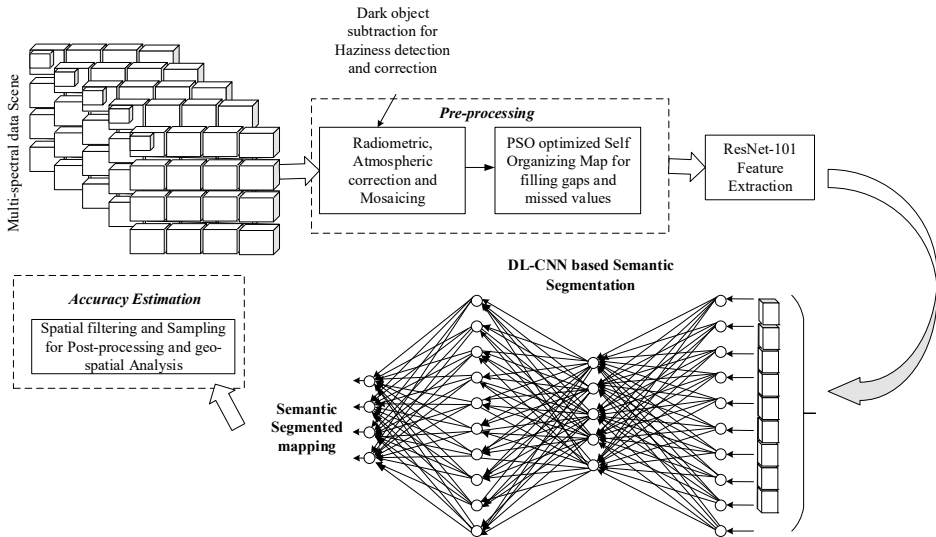 Dark object
subtraction for
Haziness detection
and correction
Multi-spectral data Scene
Pre-processing
Radiometric,
Atmospheric
correction and
Mosaicing
PSO optimized Self
Organizing Map for
filling gaps and
missed values
ResNet-101
Feature
Extraction
DL-CNN based Semantic
Segmentation
Accuracy Estimation
Spatial filtering and Sampling
for Post-processing and geo-
spatial Analysis
Semantic
Segmented
mapping